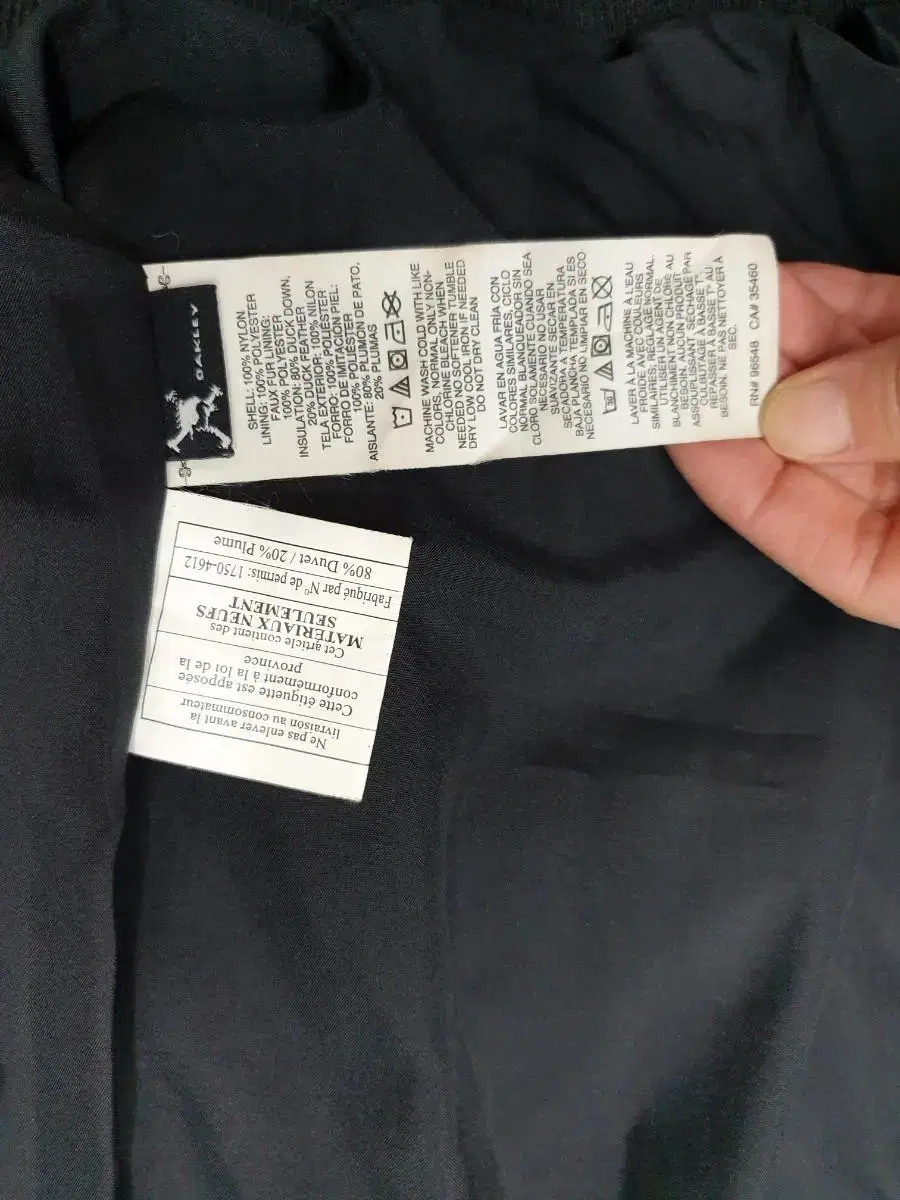 OAKLEY
SHELL: 100% NYLON
LINING: 100% POLYESTER
FAUX FUR LINING:
100% POLYESTER
INSULATION: 80% DUCK DOWN,
20% DUCK FEATHER
TELA EXTERIOR: 100% NILON
FORRO: 100% POLIÉSTER
FORRO DE IMITACIÓN PIEL:
100% POLIÉSTER
AISLANTE: 80% PLUMÓN DE PATO,
20% PLUMAS
MACHINE WASH COLD WITH LIKE
COLORS, NORMAL ONLY NON-
CHLORINE BLEACH WHEN
NEEDED NO SOFTENER TUMBLE
DRY LOW COOL IRON IF NEEDED
DO NOT DRY CLEAN
LAVAR EN AGUA FRIA CON
COLORES SIMILARES, CICLO
NORMAL BLANQUEADOR SIN
CLORO SOLAMENTE CUANDO SEA
NECESARIO NO USAR
SUAVIZANTE SECAR EN
SECADORA A TEMPERATURA
BAJA PLANCHA TEMPLADA SI ES
NECESARIO NO LIMPIAR EN SECO
LAVER À LA MACHINE À L'EAU
FROIDE AVEC COULEURS
SIMILAIRES; RÉGLAGE NORMAL.
UTILISER AGENT DE
BLANCHIMENT NON CHLORÉ AU
BESOIN. AUCUN PRODUIT
ASSOUPLISSANT. SÉCHAGE PAR
CULBUTAGE À BASSE T°.
REPASSER À BASSE T° AU
BESOIN. NE PAS NETTOYER À
SEC.
RN# 96548 CA# 35460
Ne pas enlever avant la
livraison au consommateur
Cette étiquette est apposée
conformément à la loi de la
province
Cet article contient des
MATÉRIAUX NEUFS
SEULEMENT
Fabriqué par N° de permis: 1750-4612
80% Duvet / 20% Plume